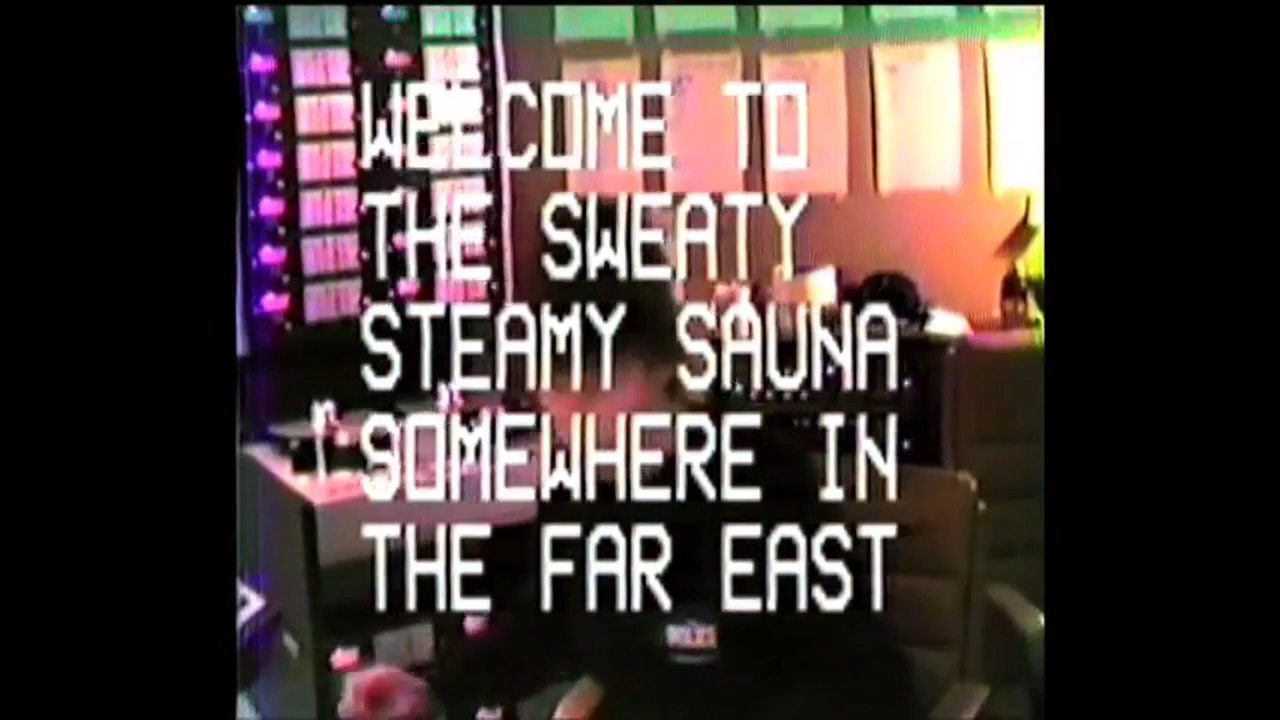 WELCOME TO
THE SWEATY
STEAMY SAUNA
SOMEWHERE IN
THE FAR EAST